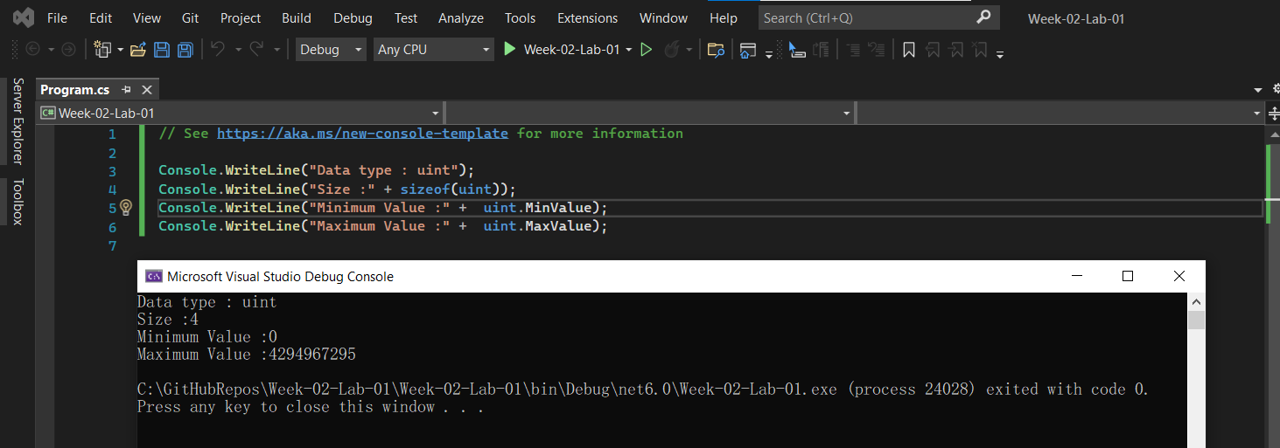 File Edit View Git Project Build Debug Test Analyze Tools Extensions Window Help Search (Ctrl+Q) Week-02-Lab-01
Debug Any CPU Week-02-Lab-01
Server Explorer
Toolbox
Program.cs
C# Week-02-Lab-01
1 // See https://aka.ms/new-console-template for more information
2
3 Console.WriteLine("Data type : uint");
4 Console.WriteLine("Size :" + sizeof(uint));
5 Console.WriteLine("Minimum Value :" +  uint.MinValue);
6 Console.WriteLine("Maximum Value :" +  uint.MaxValue);
7
C:\ Microsoft Visual Studio Debug Console
Data type : uint
Size :4
Minimum Value :0
Maximum Value :4294967295
C:\GitHubRepos\Week-02-Lab-01\Week-02-Lab-01\bin\Debug\net6.0\Week-02-Lab-01.exe (process 24028) exited with code 0.
Press any key to close this window . . .